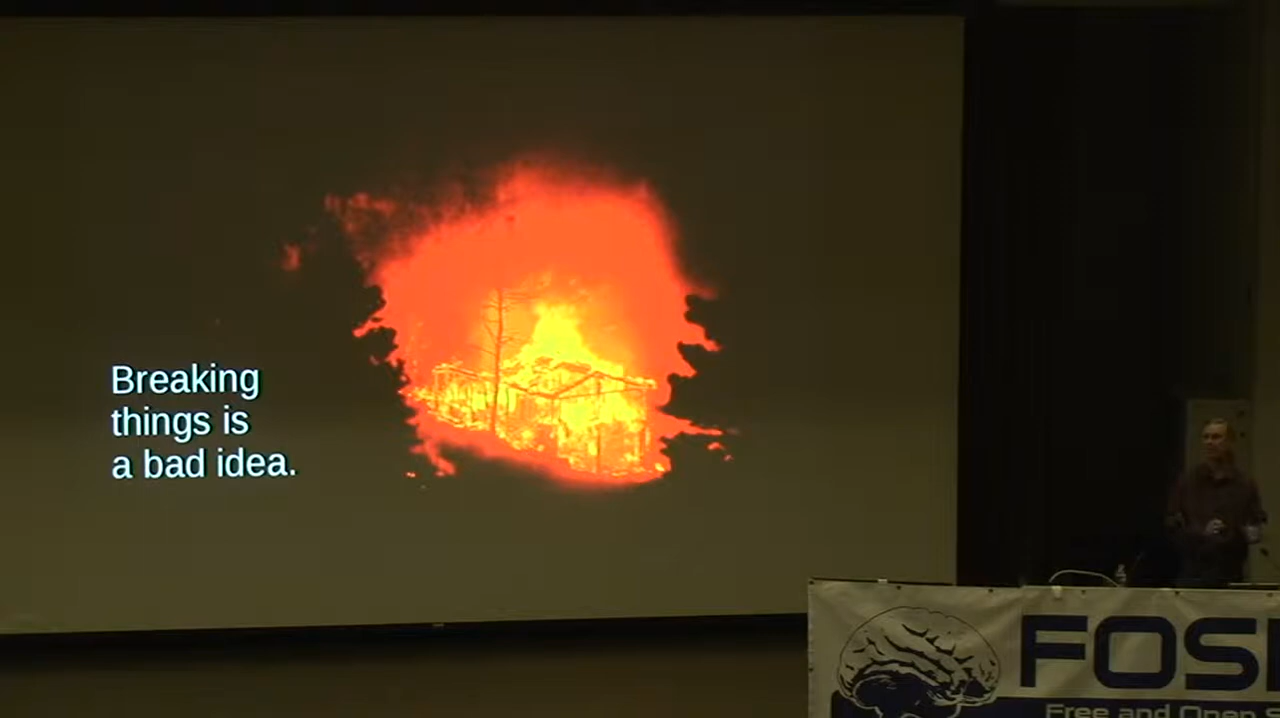 Breaking
things is
a bad idea.
FOS
Free and Open